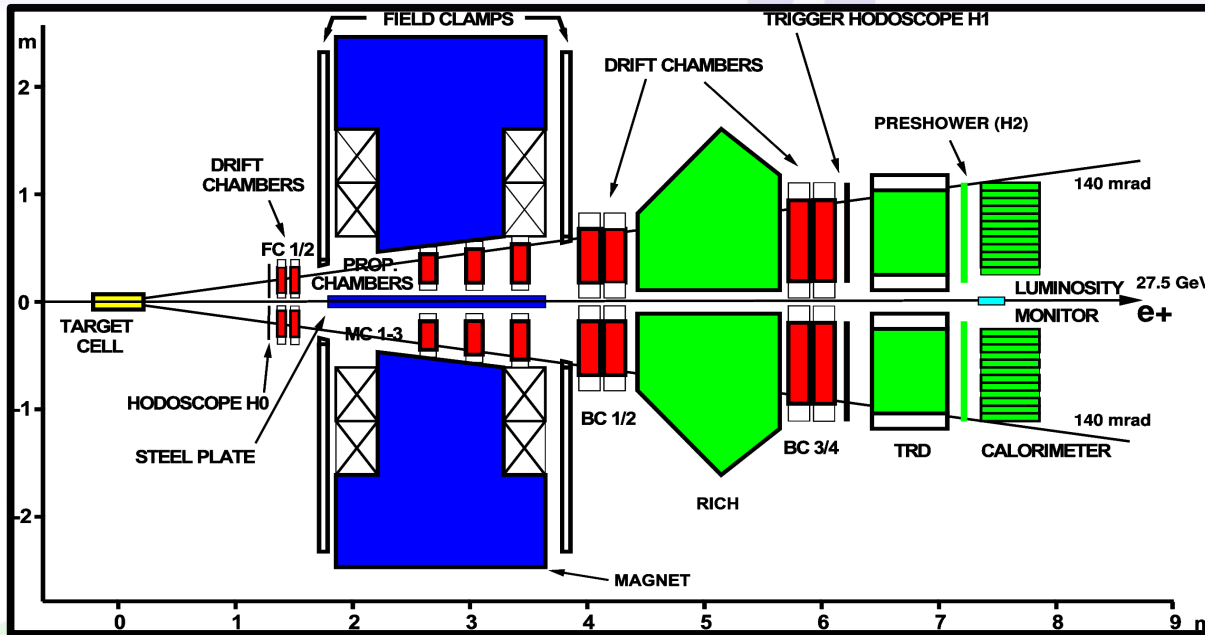 FIELD CLAMPS
TRIGGER HODOSCOPE H1
m
DRIFT CHAMBERS
2
PRESHOWER (H2)
DRIFT
CHAMBERS
1
140 mrad
FC 1/2
PROP.
CHAMBERS
0
27.5 GeV
LUMINOSITY
MONITOR
e+
TARGET
CELL
MC 1-3
HODOSCOPE H0
-1
BC 1/2
140 mrad
STEEL PLATE
BC 3/4
TRD
CALORIMETER
RICH
-2
MAGNET
0 1 2 3 4 5 6 7 8 9 m